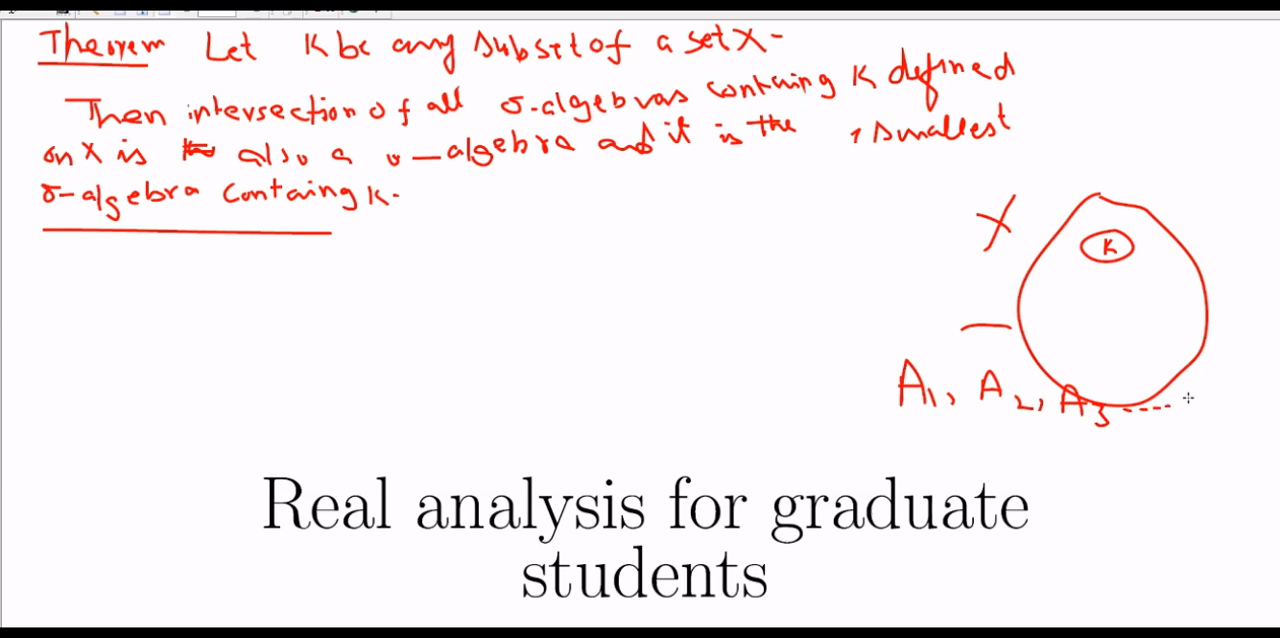 Theorem Let K be any subset of a set X-
Then intersection of all σ-algebras containing K defined
on X is also a σ-algebra and it is the smallest
σ-algebra containg K.
X
K
A₁, A₂, A₃ -----
Real analysis for graduate
students